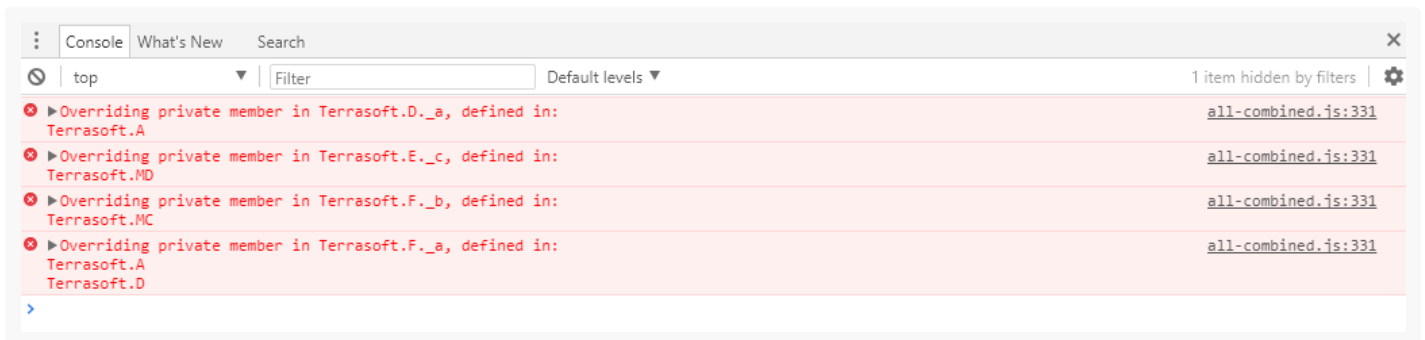 Console What's New Search
top Filter Default levels 1 item hidden by filters
Overriding private member in Terrasoft.D._a, defined in: all-combined.js:331
Terrasoft.A
Overriding private member in Terrasoft.E._c, defined in: all-combined.js:331
Terrasoft.MD
Overriding private member in Terrasoft.F._b, defined in: all-combined.js:331
Terrasoft.MC
Overriding private member in Terrasoft.F._a, defined in: all-combined.js:331
Terrasoft.A
Terrasoft.D